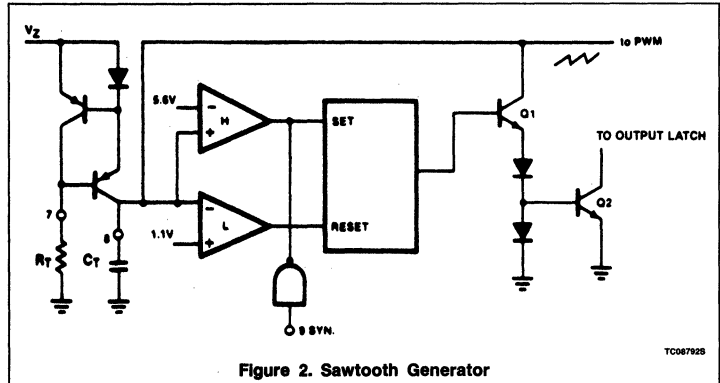 VZ
to PWM
5.6V
H
SET
Q1
TO OUTPUT LATCH
7
8
L
RESET
Q2
1.1V
RT
CT
9 SYN.
TC08792S
Figure 2. Sawtooth Generator